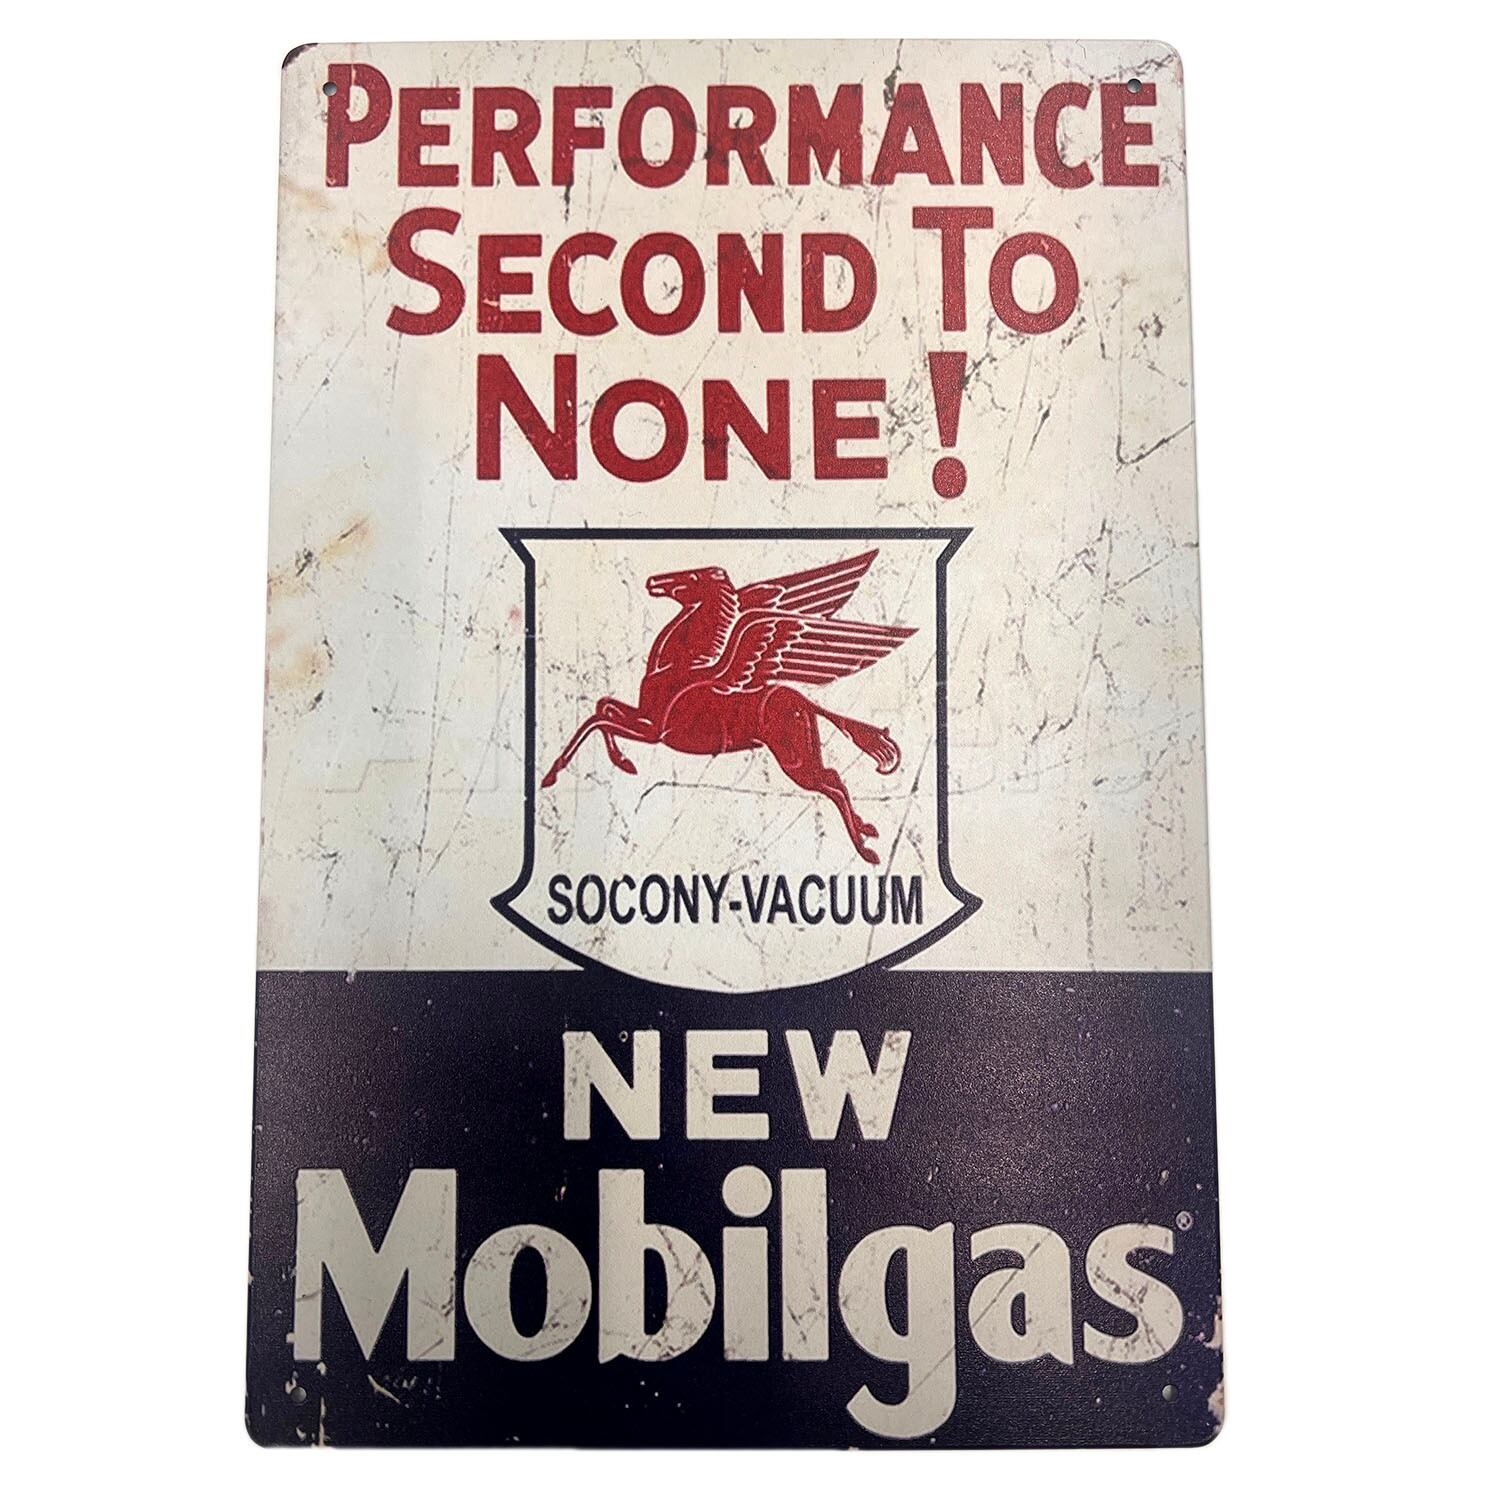 PERFORMANCE
SECOND TO
NONE!
SOCONY-VACUUM
NEW
Mobilgas®